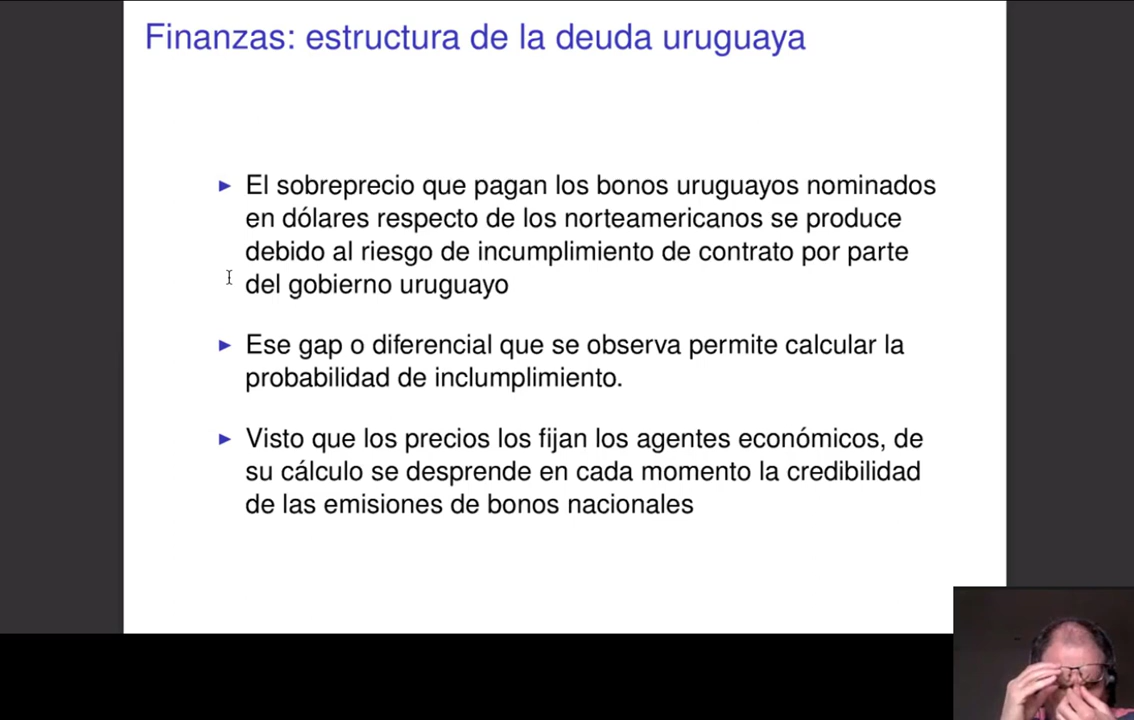 Finanzas: estructura de la deuda uruguaya
El sobreprecio que pagan los bonos uruguayos nominados
en dólares respecto de los norteamericanos se produce
debido al riesgo de incumplimiento de contrato por parte
del gobierno uruguayo
Ese gap o diferencial que se observa permite calcular la
probabilidad de inclumplimiento.
Visto que los precios los fijan los agentes económicos, de
su cálculo se desprende en cada momento la credibilidad
de las emisiones de bonos nacionales